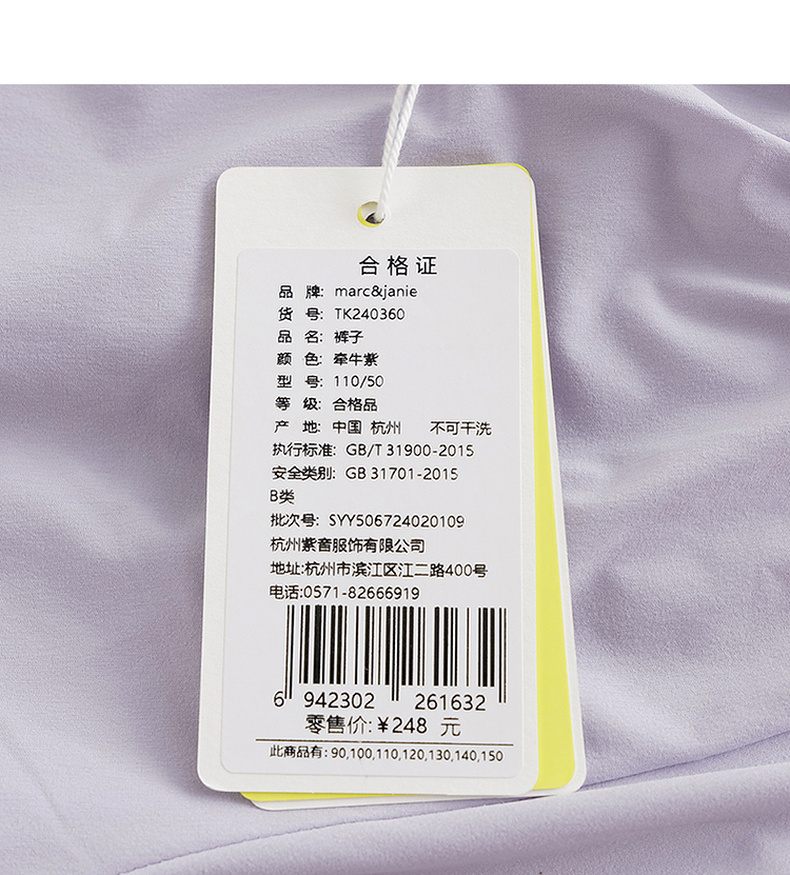 合格证
品 牌: marc&janie
货 号: TK240360
品 名: 裤子
颜 色: 牵牛紫
型 号: 110/50
等 级: 合格品
产 地: 中国 杭州 不可干洗
执行标准: GB/T 31900-2015
安全类别: GB 31701-2015
B类
批次号: SYY506724020109
杭州紫啻服饰有限公司
地址:杭州市滨江区江二路400号
电话:0571-82666919
6 942302 261632
零售价:¥248 元
此商品有: 90,100,110,120,130,140,150